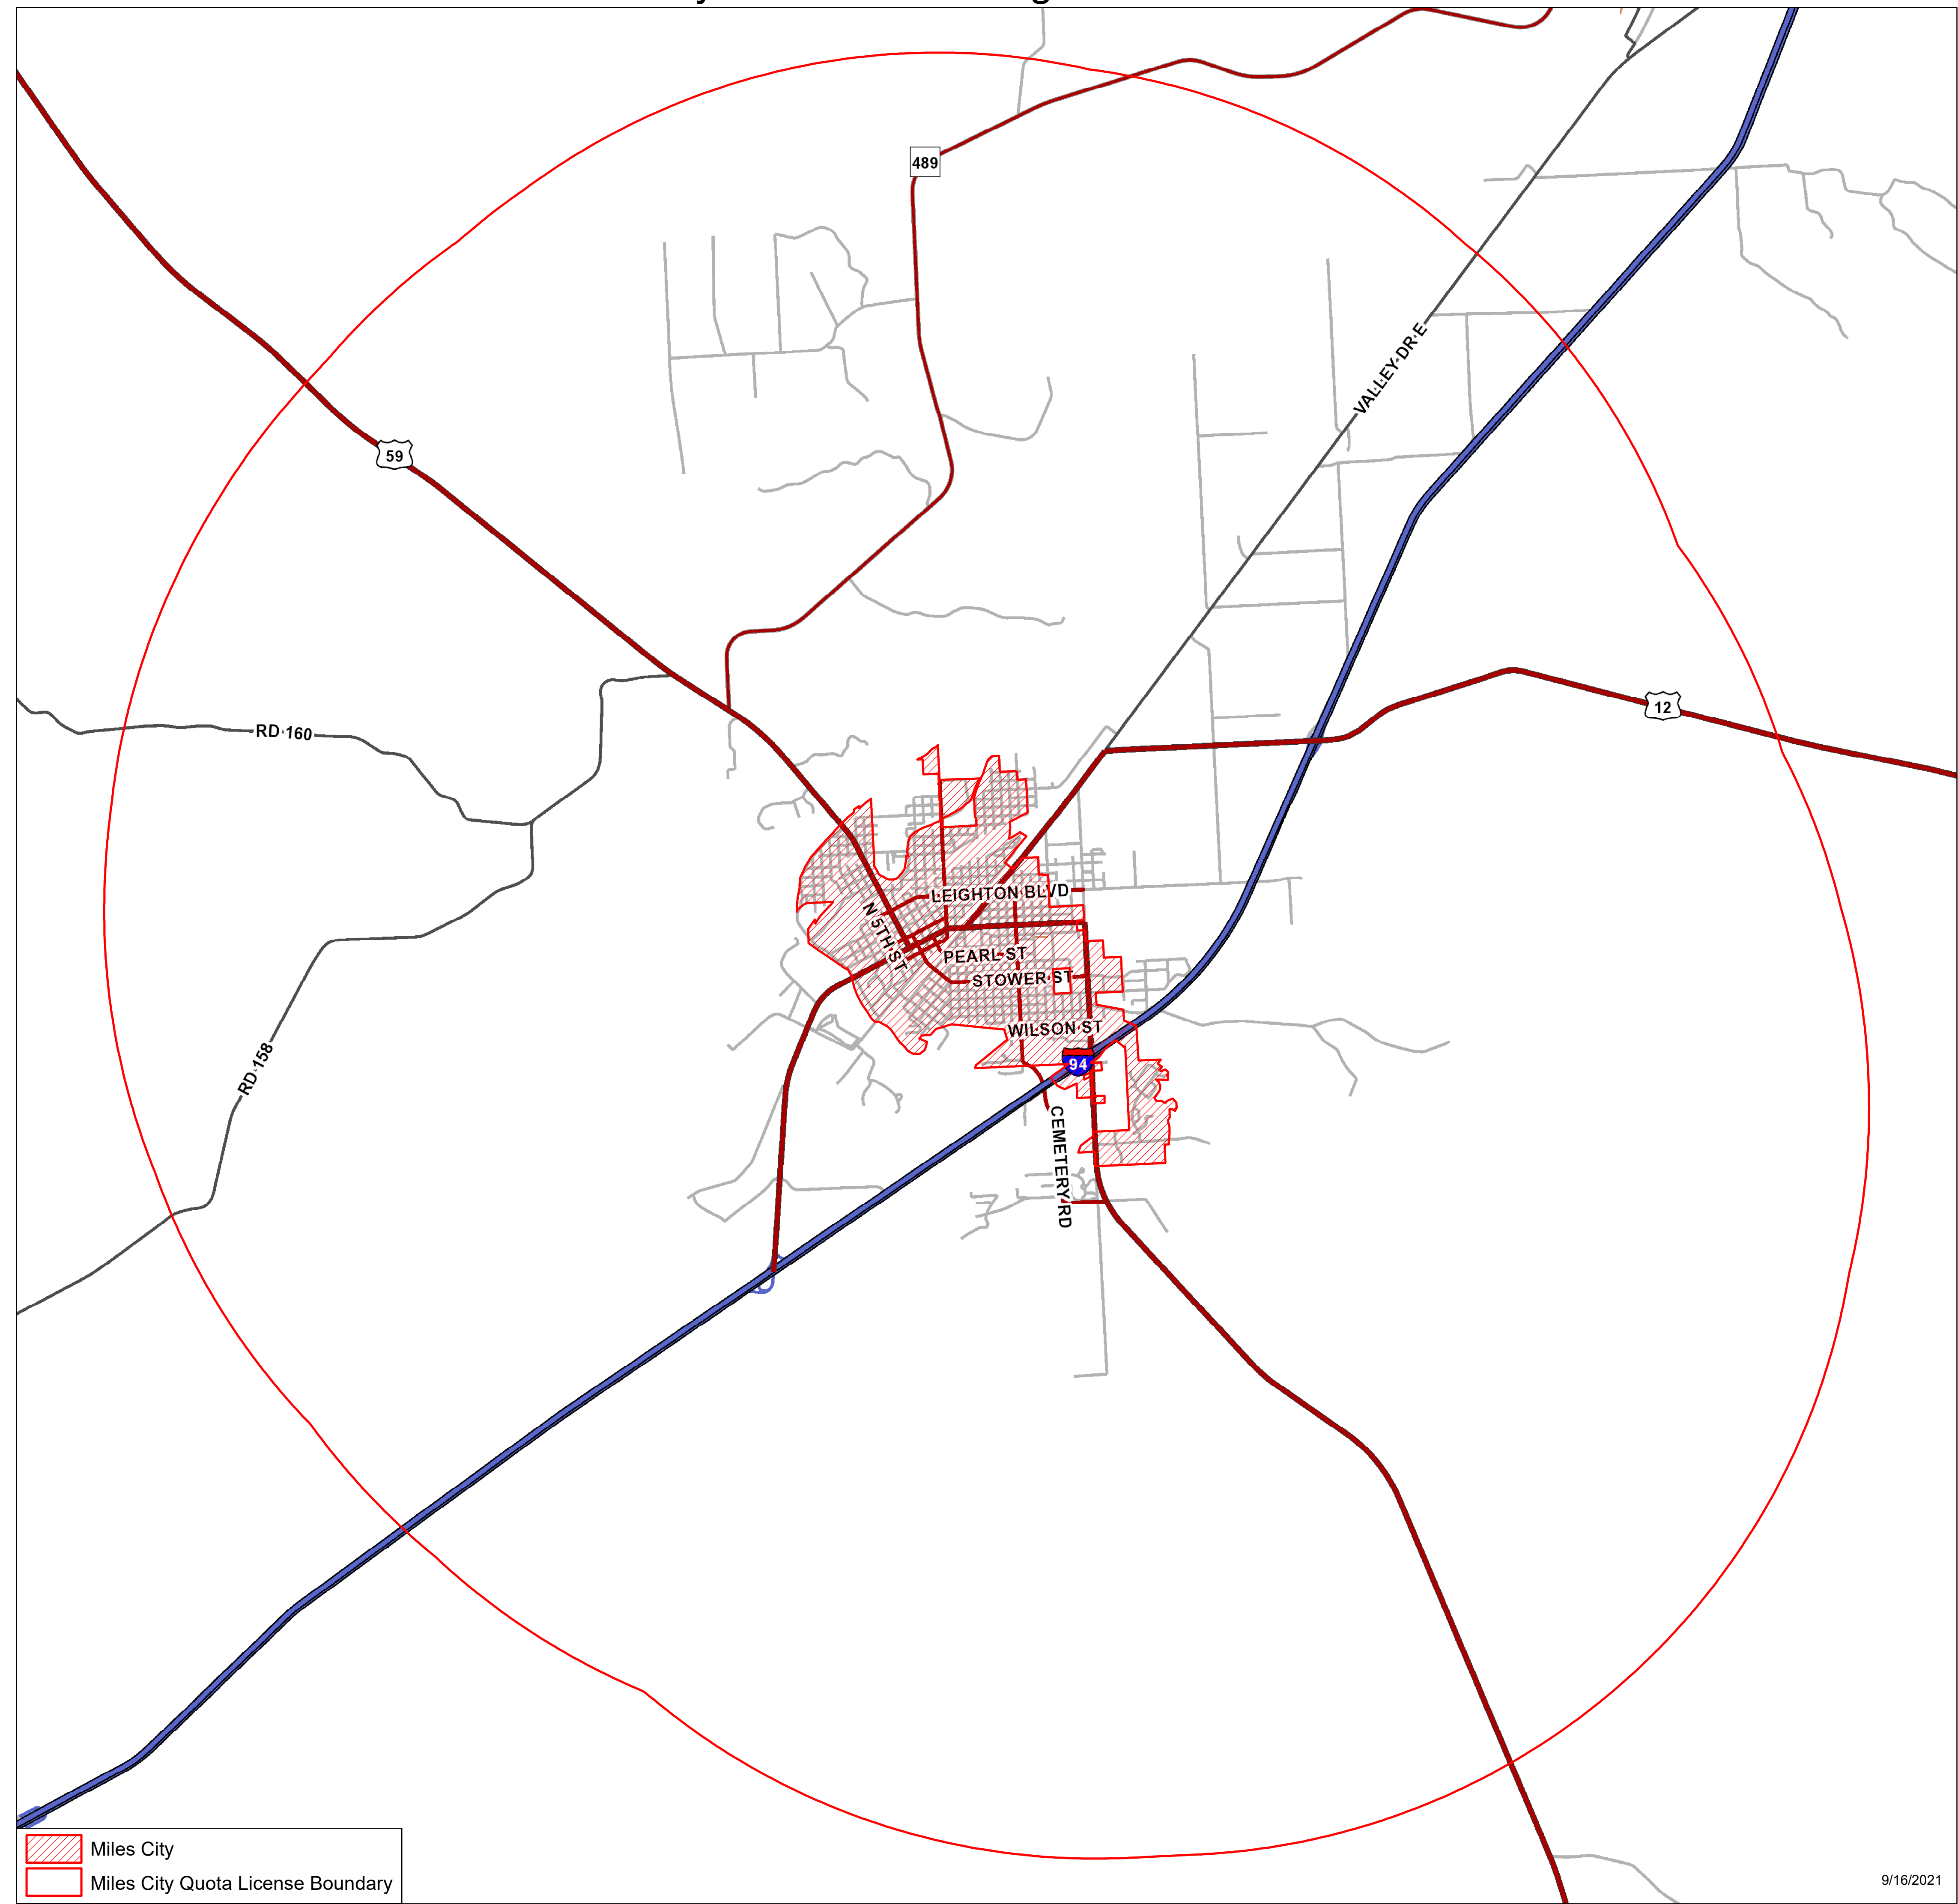 489
VALLEY DR E
59
12
RD 160
LEIGHTON BLVD
N 5TH ST
PEARL ST
STOWER ST
WILSON ST
94
RD 158
CEMETERY RD
Miles City
Miles City Quota License Boundary
9/16/2021